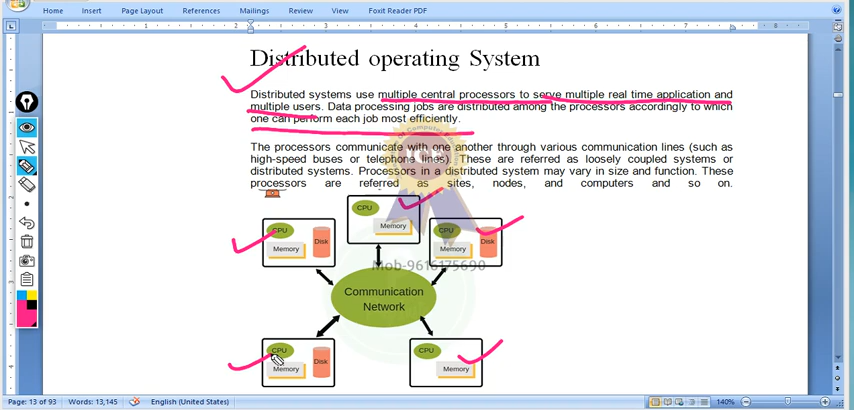 Home Insert Page Layout References Mailings Review View Foxit Reader PDF
Distributed operating System
Distributed systems use multiple central processors to serve multiple real time application and
multiple users. Data processing jobs are distributed among the processors accordingly to which
one can perform each job most efficiently.
The processors communicate with one another through various communication lines (such as
high-speed buses or telephone lines). These are referred as loosely coupled systems or
distributed systems. Processors in a distributed system may vary in size and function. These
processors are referred as sites, nodes, and computers and so on.
CPU
Memory
CPU
Memory
Disk
CPU
Memory
Disk
Mob-9616175690
Communication
Network
CPU
Memory
Disk
CPU
Memory
Page: 13 of 93 Words: 13,145 English (United States) 140%